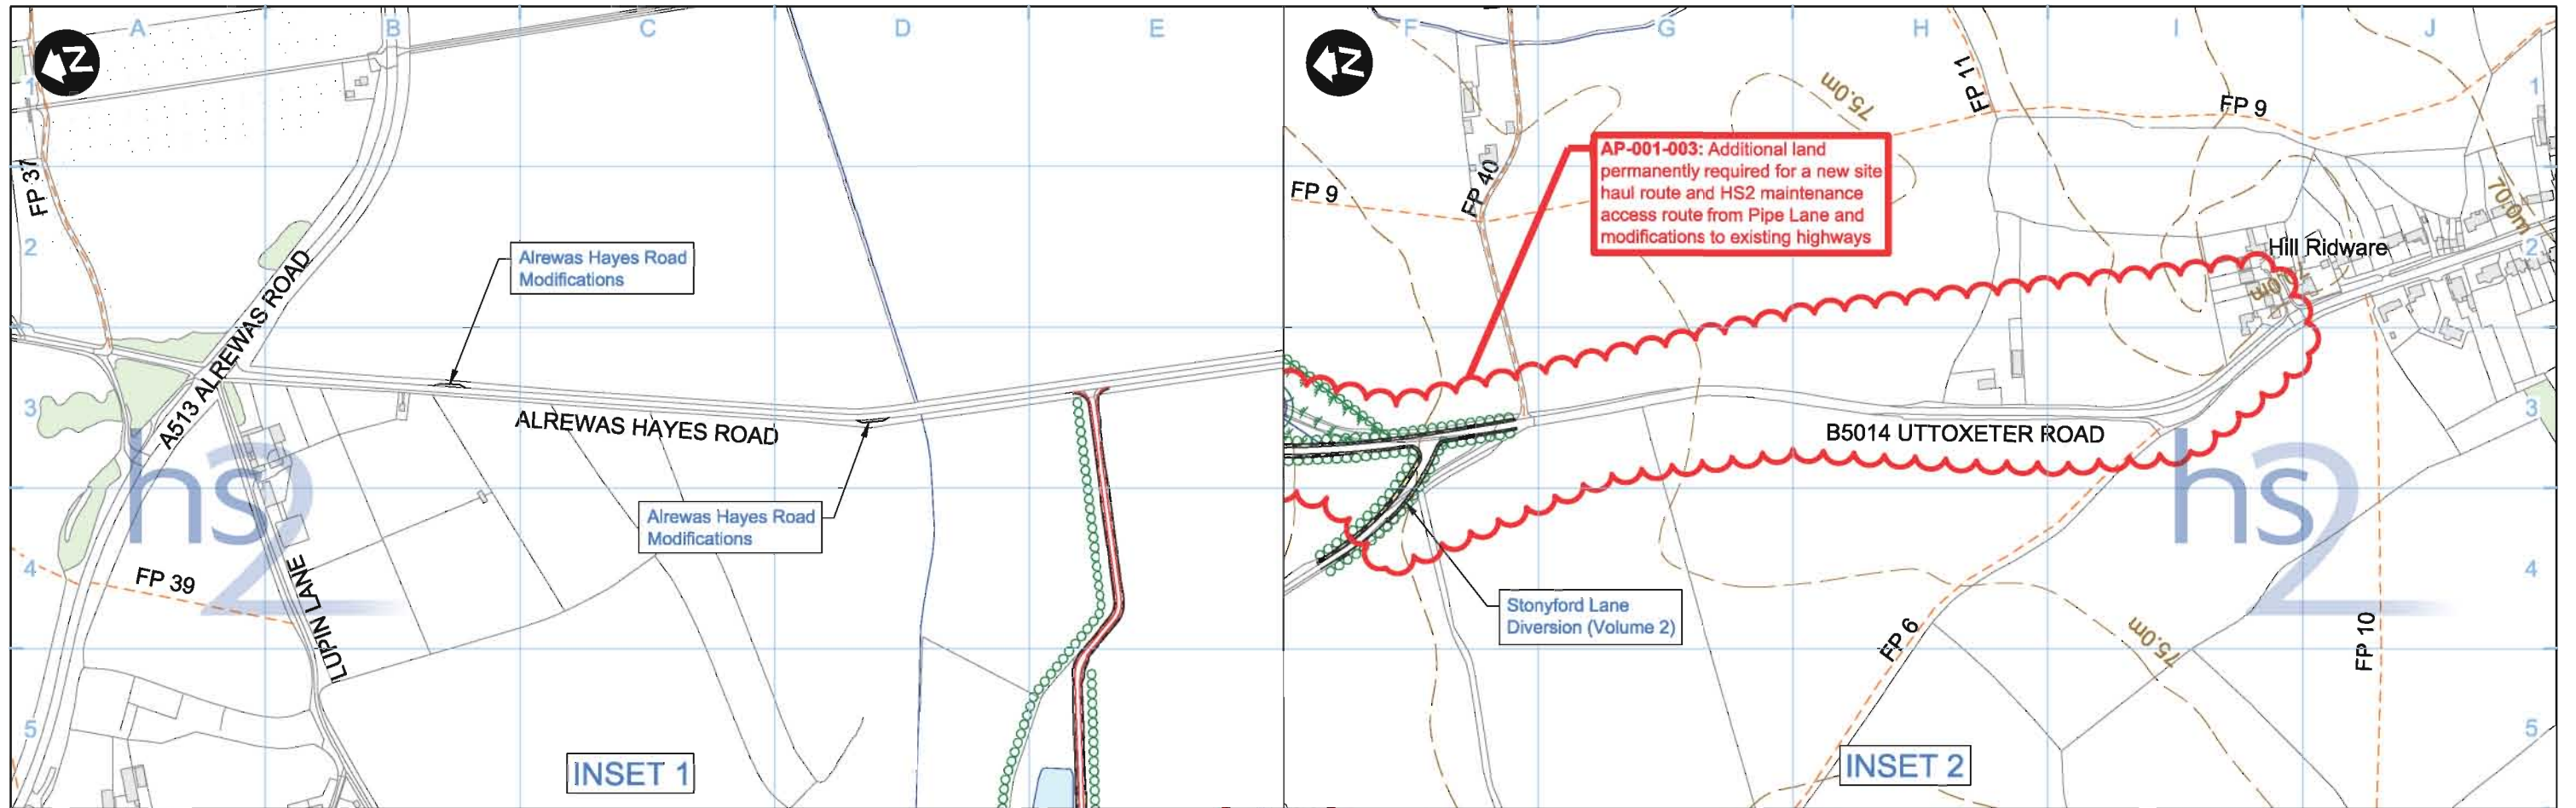 A
B
C
D
E
F
G
H
I
J
N
N
1
1
FP 37
FP 11
75.0m
FP 9
AP-001-003: Additional land
permanently required for a new site
haul route and HS2 maintenance
access route from Pipe Lane and
modifications to existing highways
FP 9
FP 40
70.0m
2
2
Hill Ridware
A513 ALREWAS ROAD
Alrewas Hayes Road
Modifications
3
3
ALREWAS HAYES ROAD
B5014 UTTOXETER ROAD
hs2
hs2
Alrewas Hayes Road
Modifications
4
4
FP 39
LUPIN LANE
Stonyford Lane
Diversion (Volume 2)
FP 6
75.0m
FP 10
5
5
INSET 1
INSET 2